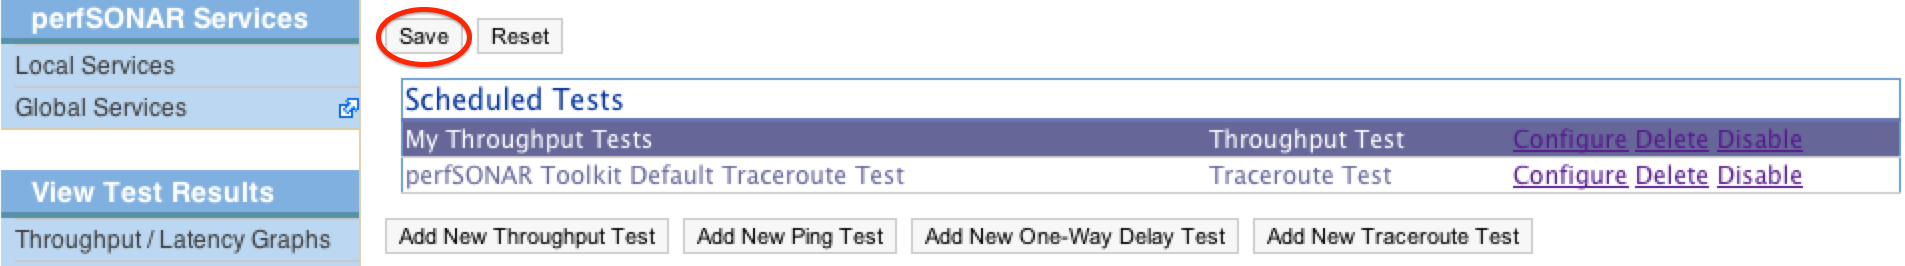 perfSONAR Services
Local Services
Global Services
View Test Results
Throughput / Latency Graphs
Save Reset
Scheduled Tests
My Throughput Tests Throughput Test Configure Delete Disable
perfSONAR Toolkit Default Traceroute Test Traceroute Test Configure Delete Disable
Add New Throughput Test Add New Ping Test Add New One-Way Delay Test Add New Traceroute Test